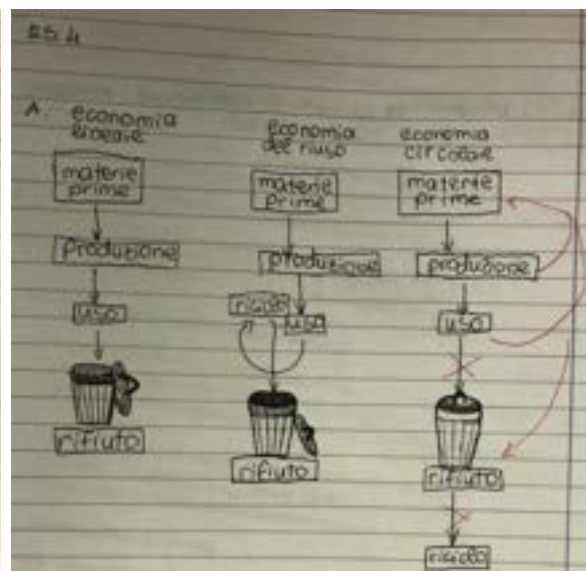 ES 4
A.
economia
lineare
materie
prime
produzione
uso
rifiuto
economia
del riuso
materie
prime
produzione
riciclo
uso
rifiuto
economia
circolare
materie
prime
produzione
uso
rifiuto
riciclo